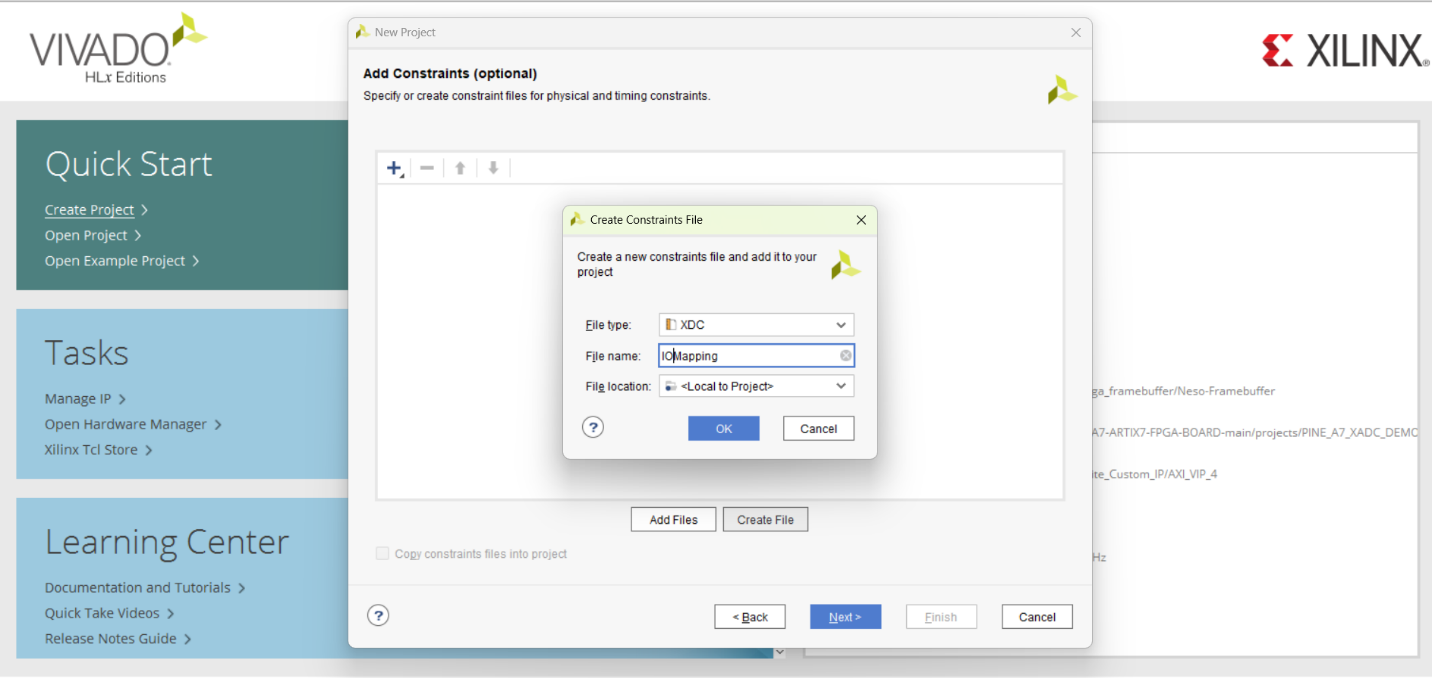 VIVADO.
HLx Editions
XILINX®
Quick Start
Create Project >
Open Project >
Open Example Project >
Tasks
Manage IP >
Open Hardware Manager >
Xilinx Tcl Store >
Learning Center
Documentation and Tutorials >
Quick Take Videos >
Release Notes Guide >
New Project
Add Constraints (optional)
Specify or create constraint files for physical and timing constraints.
Create Constraints File
Create a new constraints file and add it to your
project
File type: XDC
File name: IOMapping
File location: <Local to Project>
? OK Cancel
Add Files Create File
Copy constraints files into project
? < Back Next > Finish Cancel
ga_framebuffer/Neso-Framebuffer
A7-ARTIX7-FPGA-BOARD-main/projects/PINE_A7_XADC_DEMO
ite_Custom_IP/AXI_VIP_4
Hz